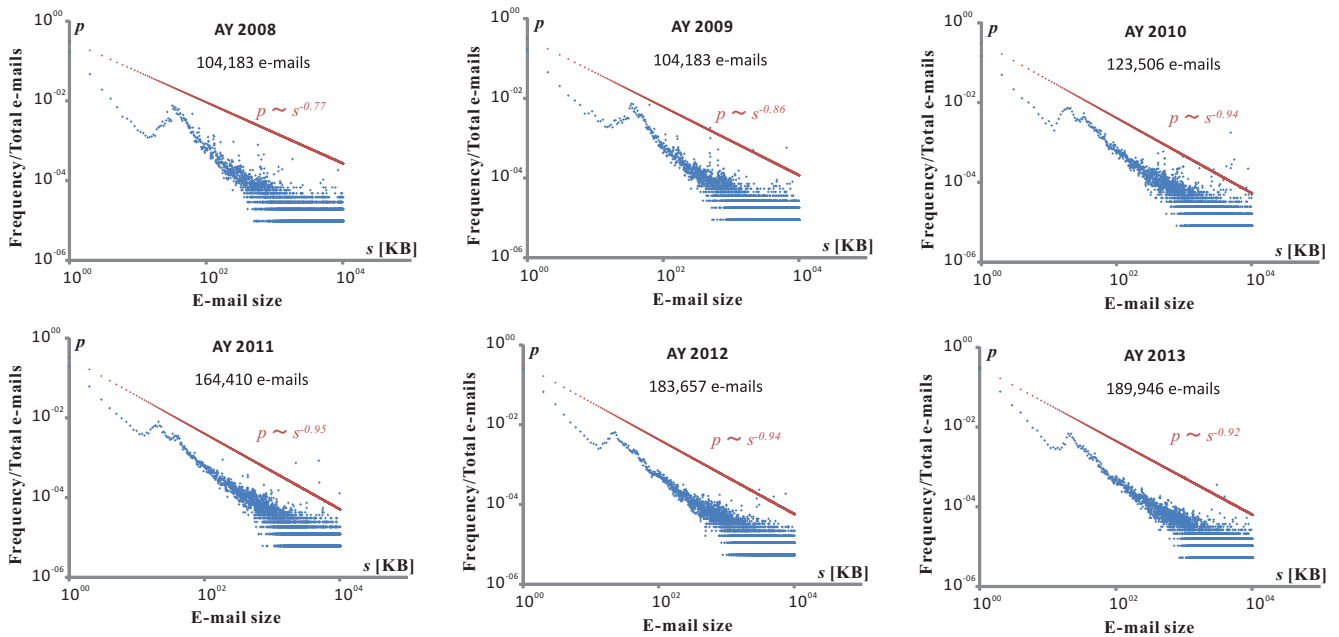 10^00
p
AY 2008
104,183 e-mails
p ~ s^-0.77
10^-02
10^-04
10^-06
Frequency/Total e-mails
s [KB]
10^00
10^02
10^04
E-mail size
10^00
p
AY 2009
104,183 e-mails
p ~ s^-0.86
10^-02
10^-04
10^-06
Frequency/Total e-mails
s [KB]
10^00
10^02
10^04
E-mail size
10^00
p
AY 2010
123,506 e-mails
p ~ s^-0.94
10^-02
10^-04
10^-06
Frequency/Total e-mails
s [KB]
10^00
10^02
10^04
E-mail size
10^00
p
AY 2011
164,410 e-mails
p ~ s^-0.95
10^-02
10^-04
10^-06
Frequency/Total e-mails
s [KB]
10^00
10^02
10^04
E-mail size
10^00
p
AY 2012
183,657 e-mails
p ~ s^-0.94
10^-02
10^-04
10^-06
Frequency/Total e-mails
s [KB]
10^00
10^02
10^04
E-mail size
10^00
p
AY 2013
189,946 e-mails
p ~ s^-0.92
10^-02
10^-04
10^-06
Frequency/Total e-mails
s [KB]
10^00
10^02
10^04
E-mail size